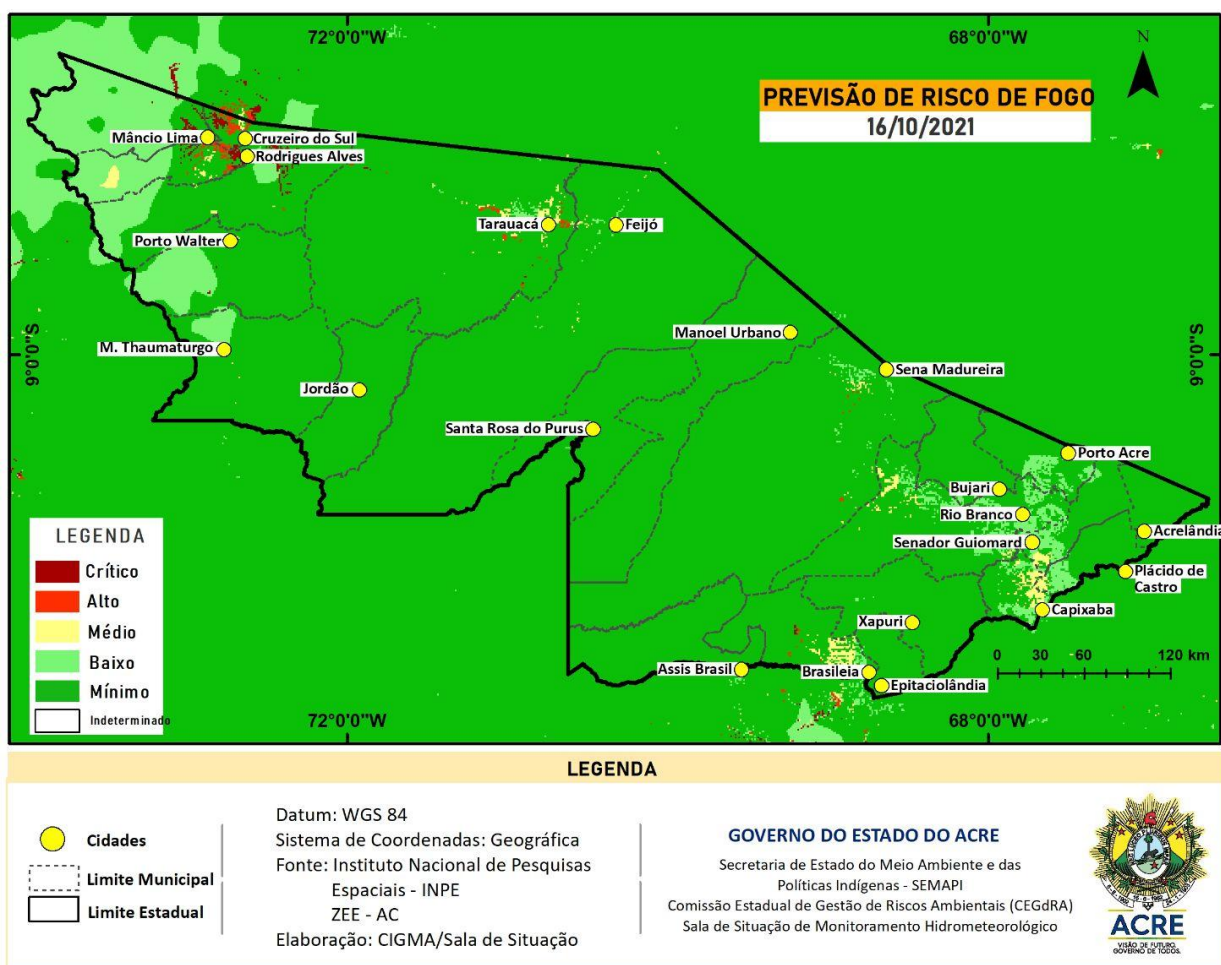 72°0'0"W
68°0'0"W
N
PREVISÃO DE RISCO DE FOGO
16/10/2021
Mâncio Lima
Cruzeiro do Sul
Rodrigues Alves
Tarauacá
Feijó
Porto Walter
9°0'0"S
9°0'0"S
M. Thaumaturgo
Manoel Urbano
Sena Madureira
Jordão
Santa Rosa do Purus
Porto Acre
Bujari
Rio Branco
Acrelândia
Senador Guiomard
Plácido de
Castro
Capixaba
Xapuri
Assis Brasil
Brasileia
Epitaciolândia
0 30 60 120 km
LEGENDA
Crítico
Alto
Médio
Baixo
Mínimo
Indeterminado
72°0'0"W
68°0'0"W
LEGENDA
Cidades
Limite Municipal
Limite Estadual
Datum: WGS 84
Sistema de Coordenadas: Geográfica
Fonte: Instituto Nacional de Pesquisas
Espaciais - INPE
ZEE - AC
Elaboração: CIGMA/Sala de Situação
GOVERNO DO ESTADO DO ACRE
Secretaria de Estado do Meio Ambiente e das
Políticas Indígenas - SEMAPI
Comissão Estadual de Gestão de Riscos Ambientais (CEGdRA)
Sala de Situação de Monitoramento Hidrometeorológico
ACRE
VISÃO DE FUTURO.
GOVERNO DE TODOS.